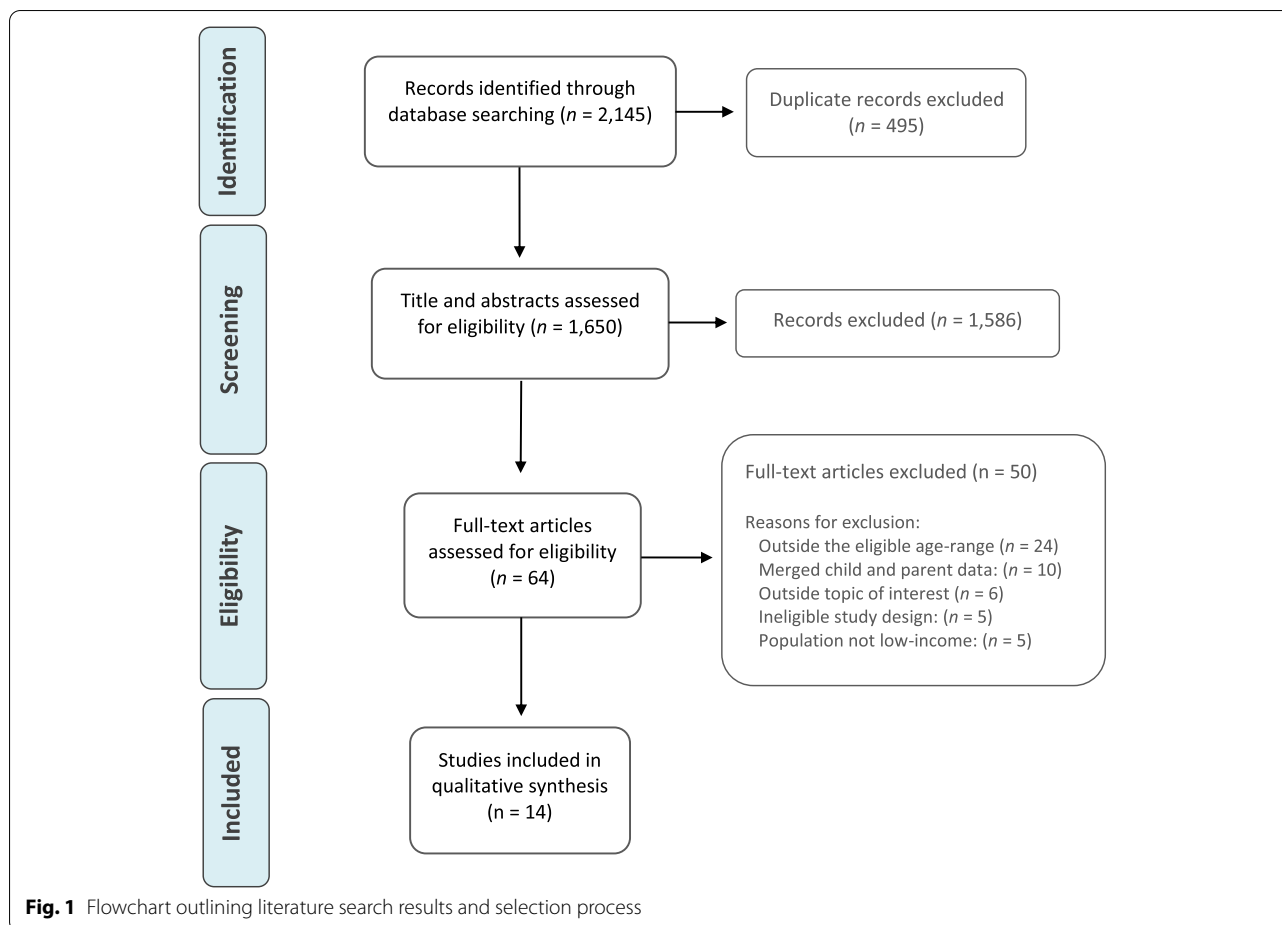 Identification
Records identified through
database searching (n = 2,145)
Duplicate records excluded
(n = 495)
Screening
Title and abstracts assessed
for eligibility (n = 1,650)
Records excluded (n = 1,586)
Eligibility
Full-text articles
assessed for eligibility
(n = 64)
Full-text articles excluded (n = 50)
Reasons for exclusion:
Outside the eligible age-range (n = 24)
Merged child and parent data: (n = 10)
Outside topic of interest (n = 6)
Ineligible study design: (n = 5)
Population not low-income: (n = 5)
Included
Studies included in
qualitative synthesis
(n = 14)
Fig. 1 Flowchart outlining literature search results and selection process